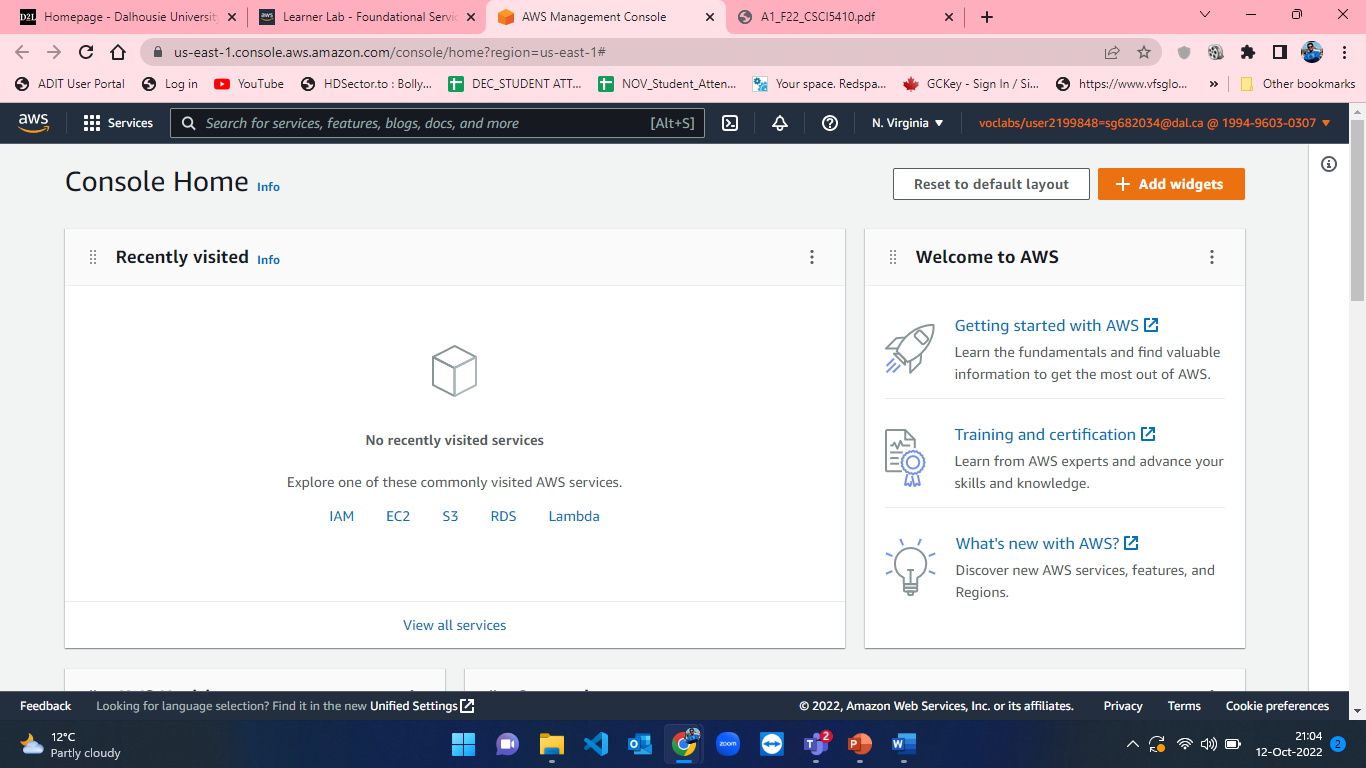 Homepage - Dalhousie University
Learner Lab - Foundational Servic
AWS Management Console
A1_F22_CSCI5410.pdf
us-east-1.console.aws.amazon.com/console/home?region=us-east-1#
ADIT User Portal
Log in
YouTube
HDSector.to : Bolly...
DEC_STUDENT ATT...
NOV_Student_Atten...
Your space. Redspa...
GCKey - Sign In / Si...
https://www.vfsglo...
»
Other bookmarks
aws
Services
Search for services, features, blogs, docs, and more
[Alt+S]
N. Virginia
voclabs/user2199848=sg682034@dal.ca @ 1994-9603-0307
Console Home Info
Reset to default layout
Add widgets
Recently visited Info
No recently visited services
Explore one of these commonly visited AWS services.
IAM EC2 S3 RDS Lambda
View all services
Welcome to AWS
Getting started with AWS
Learn the fundamentals and find valuable
information to get the most out of AWS.
Training and certification
Learn from AWS experts and advance your
skills and knowledge.
What's new with AWS?
Discover new AWS services, features, and
Regions.
Feedback
Looking for language selection? Find it in the new Unified Settings
© 2022, Amazon Web Services, Inc. or its affiliates.
Privacy
Terms
Cookie preferences
12°C
Partly cloudy
zoom
2
21:04
12-Oct-2022
2